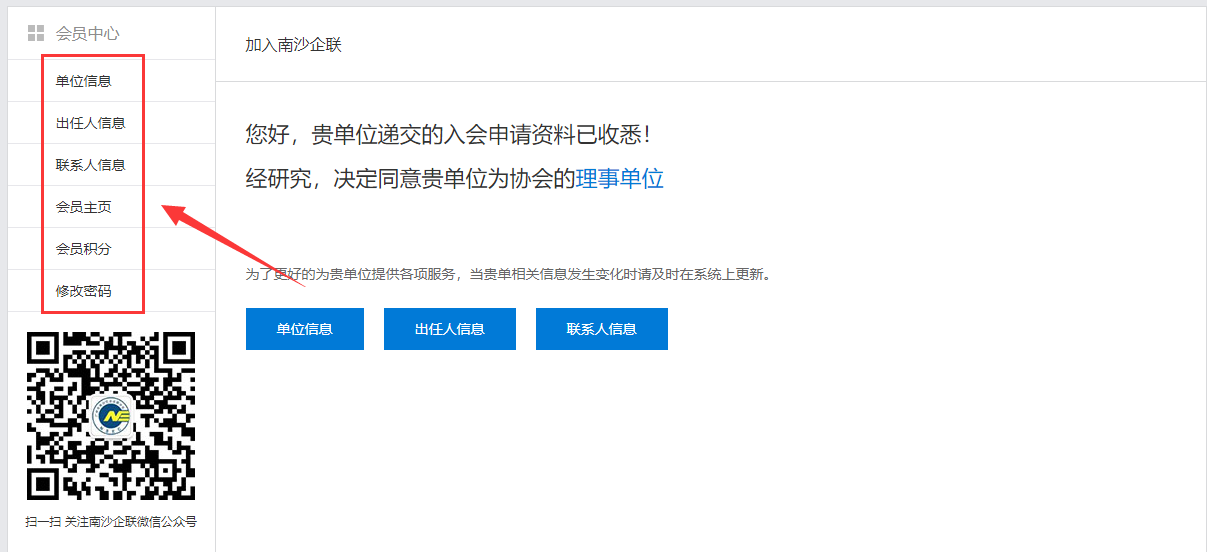 会员中心
单位信息
出任人信息
联系人信息
会员主页
会员积分
修改密码
扫一扫 关注南沙企联微信公众号
加入南沙企联
您好，贵单位递交的入会申请资料已收悉！
经研究，决定同意贵单位为协会的理事单位
为了更好的为贵单位提供各项服务，当贵单相关信息发生变化时请及时在系统上更新。
单位信息 出任人信息 联系人信息